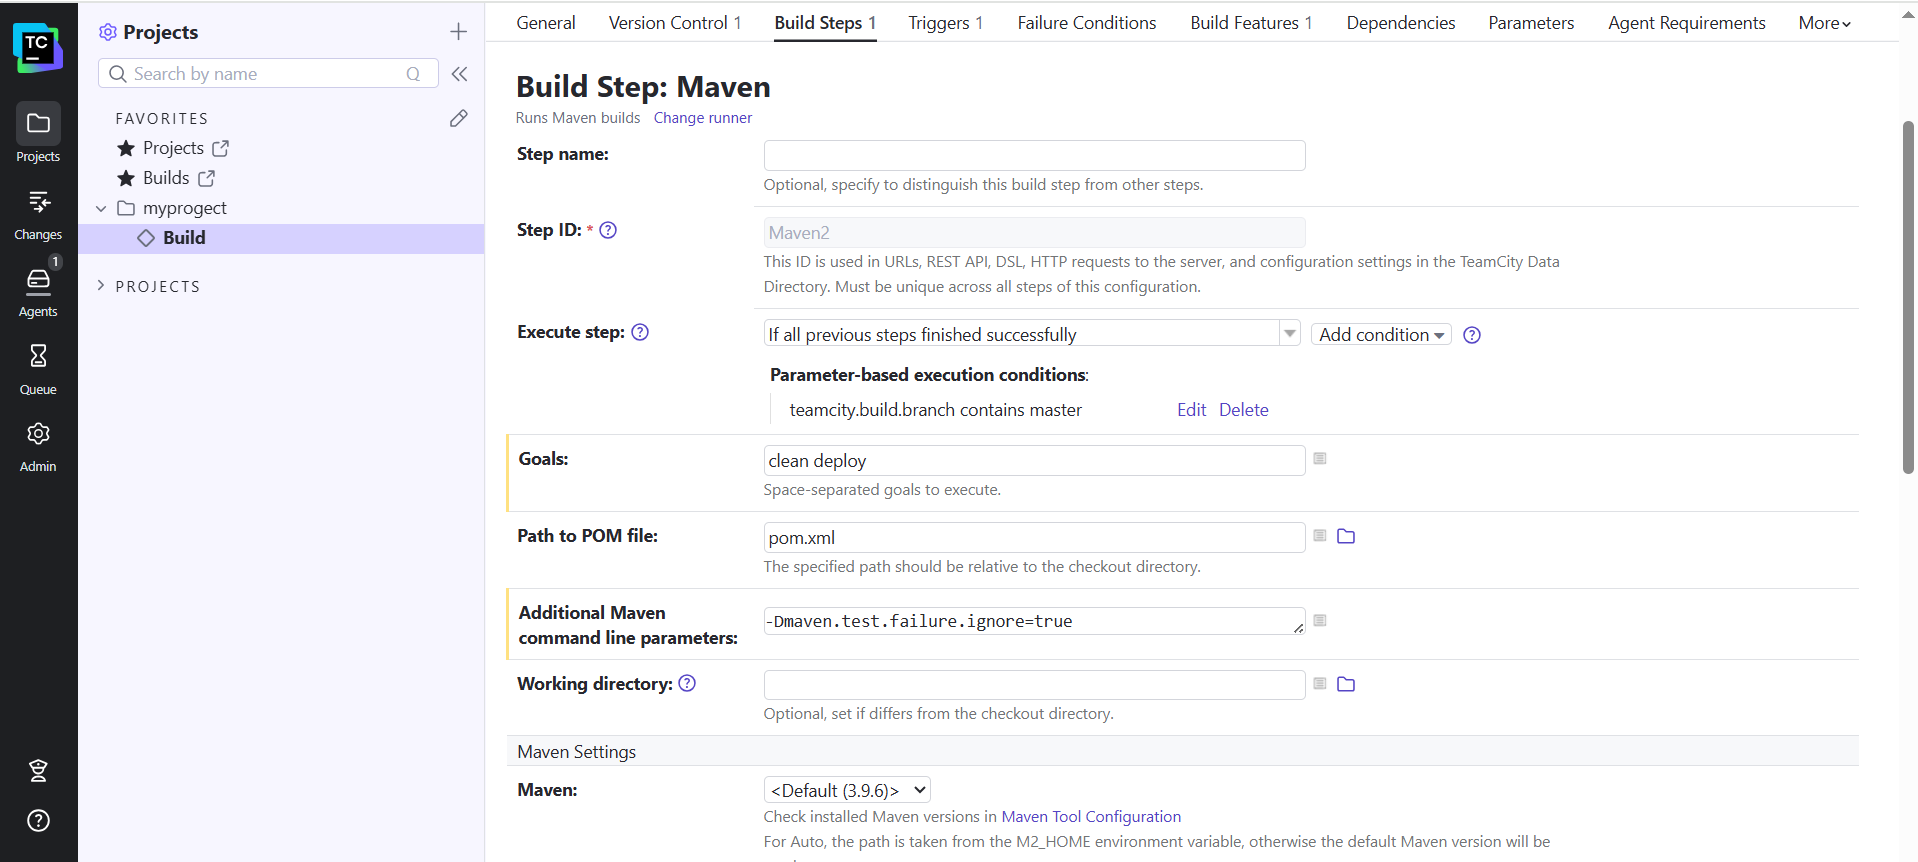 TC
Projects
Changes
1
Agents
Queue
Admin
Projects
Search by name
Q
FAVORITES
Projects
Builds
myprogect
Build
PROJECTS
General Version Control 1 Build Steps 1 Triggers 1 Failure Conditions Build Features 1 Dependencies Parameters Agent Requirements More
Build Step: Maven
Runs Maven builds Change runner
Step name:
Optional, specify to distinguish this build step from other steps.
Step ID: *
Maven2
This ID is used in URLs, REST API, DSL, HTTP requests to the server, and configuration settings in the TeamCity Data
Directory. Must be unique across all steps of this configuration.
Execute step: If all previous steps finished successfully Add condition
Parameter-based execution conditions:
teamcity.build.branch contains master Edit Delete
Goals: clean deploy
Space-separated goals to execute.
Path to POM file: pom.xml
The specified path should be relative to the checkout directory.
Additional Maven
command line parameters:
-Dmaven.test.failure.ignore=true
Working directory:
Optional, set if differs from the checkout directory.
Maven Settings
Maven: <Default (3.9.6)>
Check installed Maven versions in Maven Tool Configuration
For Auto, the path is taken from the M2_HOME environment variable, otherwise the default Maven version will be